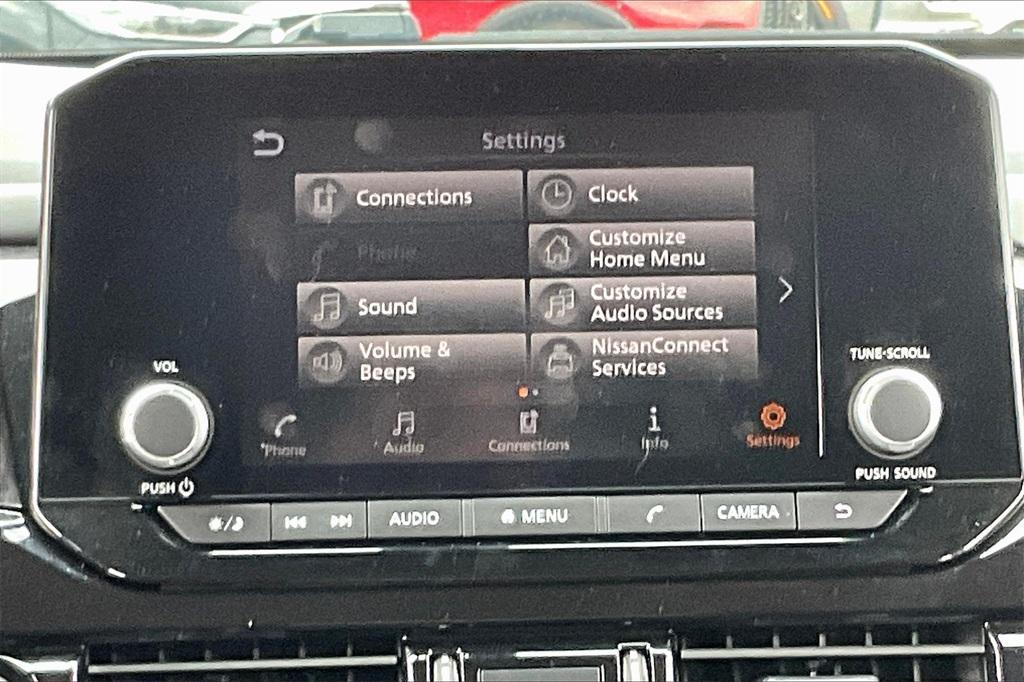 Settings
Connections
Clock
Phone
Customize
Home Menu
Sound
Customize
Audio Sources
Volume &
Beeps
NissanConnect
Services
VOL
TUNE·SCROLL
Phone
Audio
Connections
Info
Settings
PUSH
PUSH SOUND
AUDIO
MENU
CAMERA